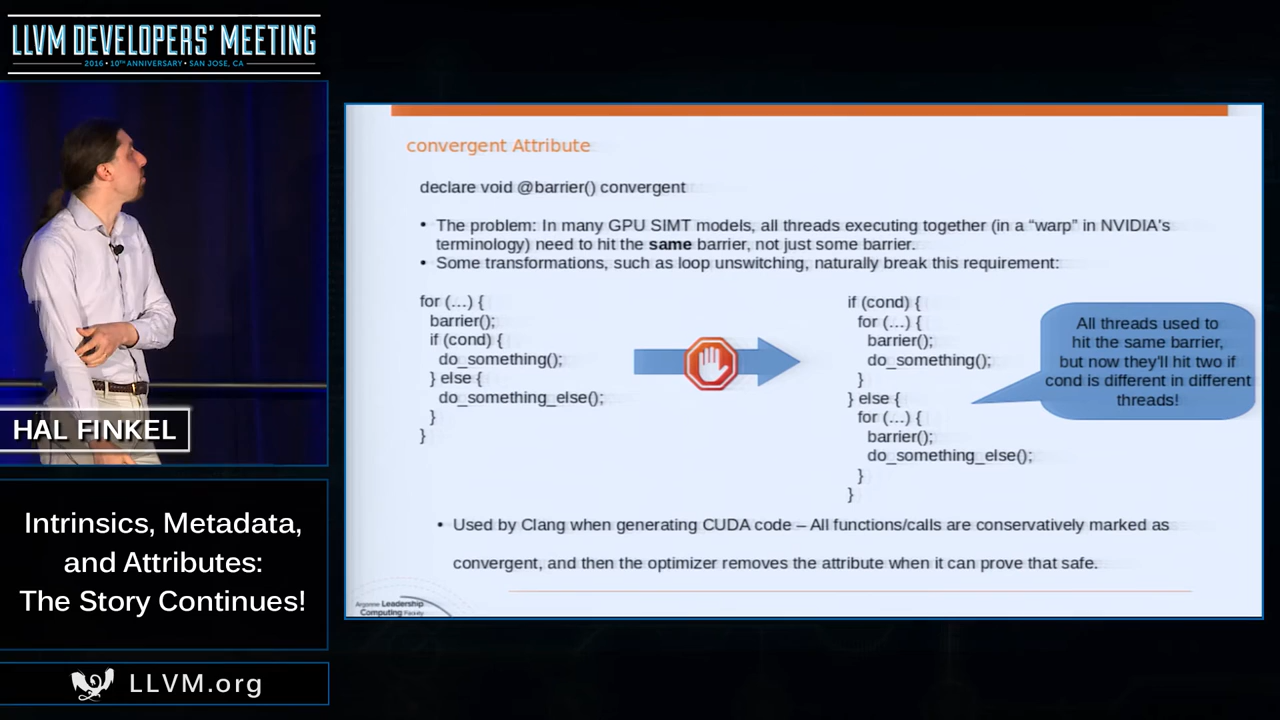 LLVM DEVELOPERS' MEETING
2016 • 10TH ANNIVERSARY • SAN JOSE, CA
HAL FINKEL
Intrinsics, Metadata,
and Attributes:
The Story Continues!
LLVM.org
convergent Attribute
declare void @barrier() convergent
• The problem: In many GPU SIMT models, all threads executing together (in a “warp” in NVIDIA's
terminology) need to hit the same barrier, not just some barrier.
• Some transformations, such as loop unswitching, naturally break this requirement:
for (…) {
barrier();
if (cond) {
do_something();
} else {
do_something_else();
}
}
if (cond) {
for (…) {
barrier();
do_something();
}
} else {
for (…) {
barrier();
do_something_else();
}
}
All threads used to
hit the same barrier,
but now they'll hit two if
cond is different in different
threads!
• Used by Clang when generating CUDA code – All functions/calls are conservatively marked as
convergent, and then the optimizer removes the attribute when it can prove that safe.
Argonne Leadership
Computing Facility